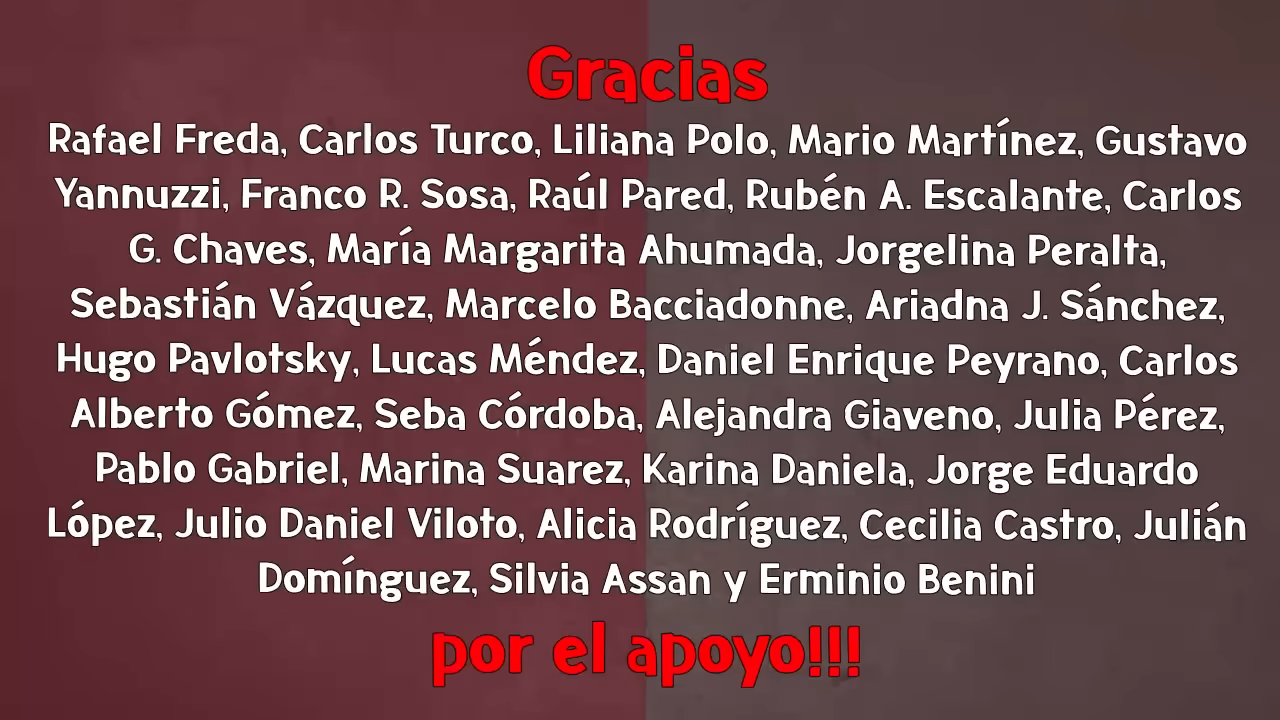 Gracias
Rafael Freda, Carlos Turco, Liliana Polo, Mario Martínez, Gustavo
Yannuzzi, Franco R. Sosa, Raúl Pared, Rubén A. Escalante, Carlos
G. Chaves, María Margarita Ahumada, Jorgelina Peralta,
Sebastián Vázquez, Marcelo Bacciadonne, Ariadna J. Sánchez,
Hugo Pavlotsky, Lucas Méndez, Daniel Enrique Peyrano, Carlos
Alberto Gómez, Seba Córdoba, Alejandra Giaveno, Julia Pérez,
Pablo Gabriel, Marina Suarez, Karina Daniela, Jorge Eduardo
López, Julio Daniel Viloto, Alicia Rodríguez, Cecilia Castro, Julián
Domínguez, Silvia Assan y Erminio Benini
por el apoyo!!!